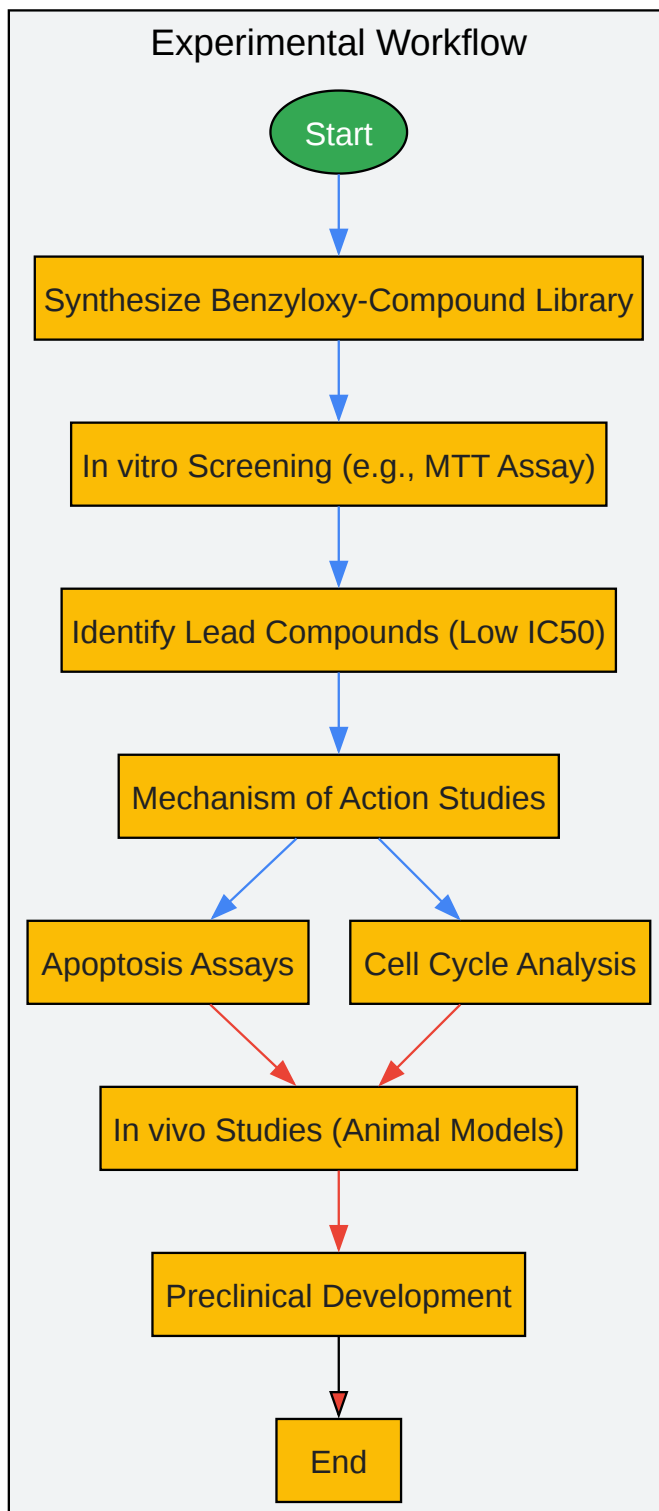 Experimental Workflow
Start
Synthesize Benzyloxy-Compound Library
In vitro Screening (e.g., MTT Assay)
Identify Lead Compounds (Low IC50)
Mechanism of Action Studies
Apoptosis Assays
Cell Cycle Analysis
In vivo Studies (Animal Models)
Preclinical Development
End